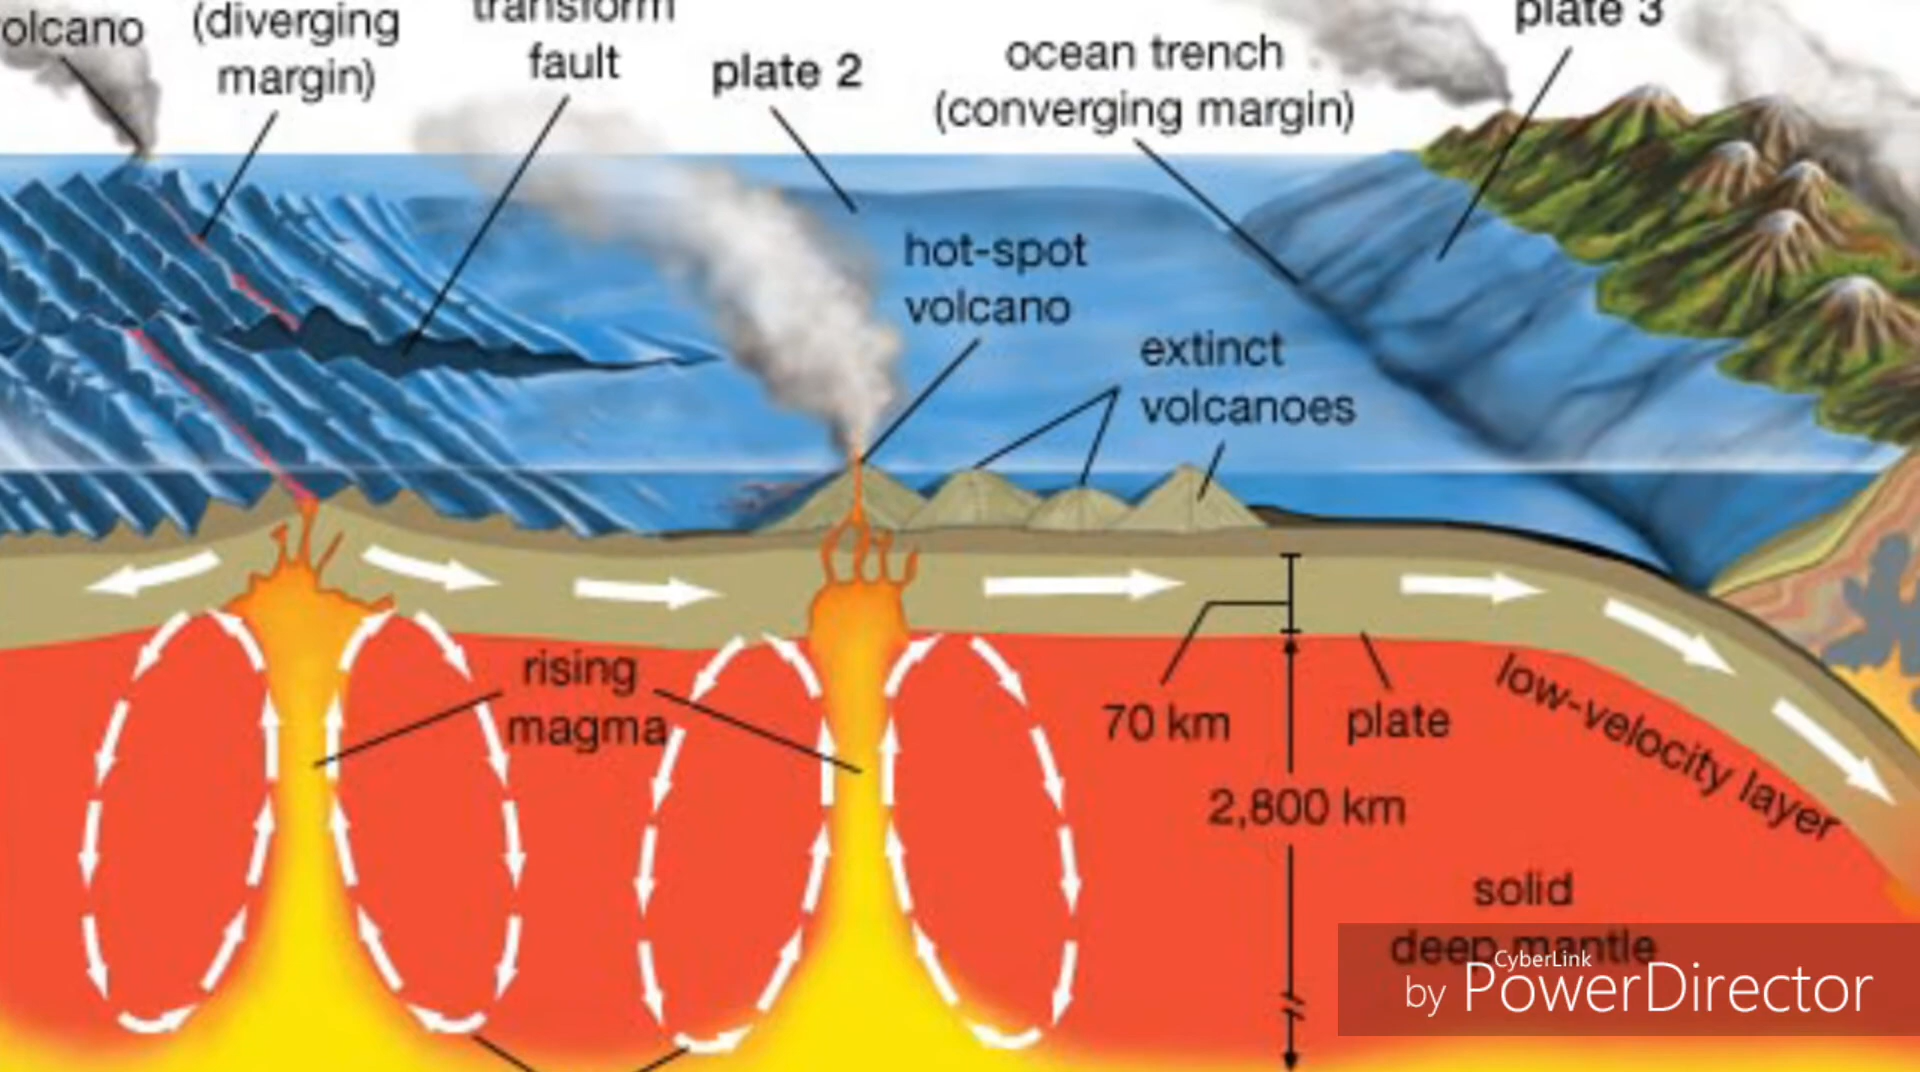 olcano
(diverging
margin)
transform
fault
plate 2
ocean trench
(converging margin)
plate 3
hot-spot
volcano
extinct
volcanoes
rising
magma
70 km
plate
low-velocity layer
2,800 km
solid
deep mantle
CyberLink
by PowerDirector